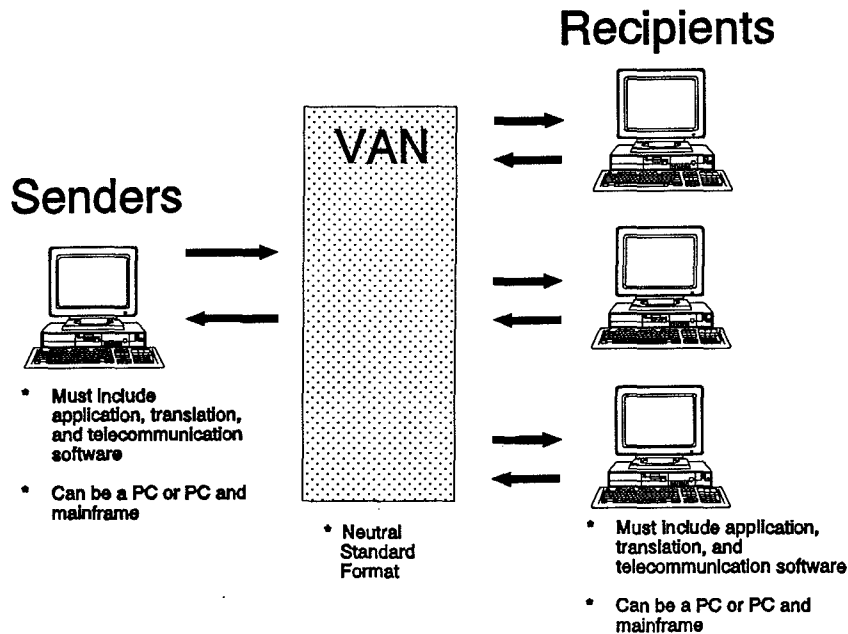 Recipients
VAN
Senders
* Must include
application, translation,
and telecommunication
software
* Can be a PC or PC and
mainframe
* Neutral
Standard
Format
* Must include application,
translation, and
telecommunication software
* Can be a PC or PC and
mainframe